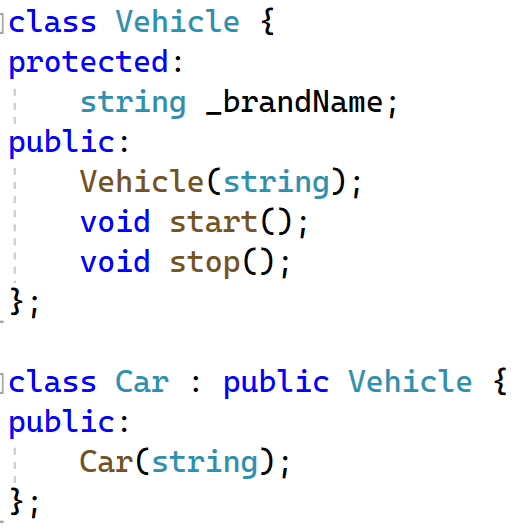 class Vehicle {
protected:
    string _brandName;
public:
    Vehicle(string);
    void start();
    void stop();
};

class Car : public Vehicle {
public:
    Car(string);
};